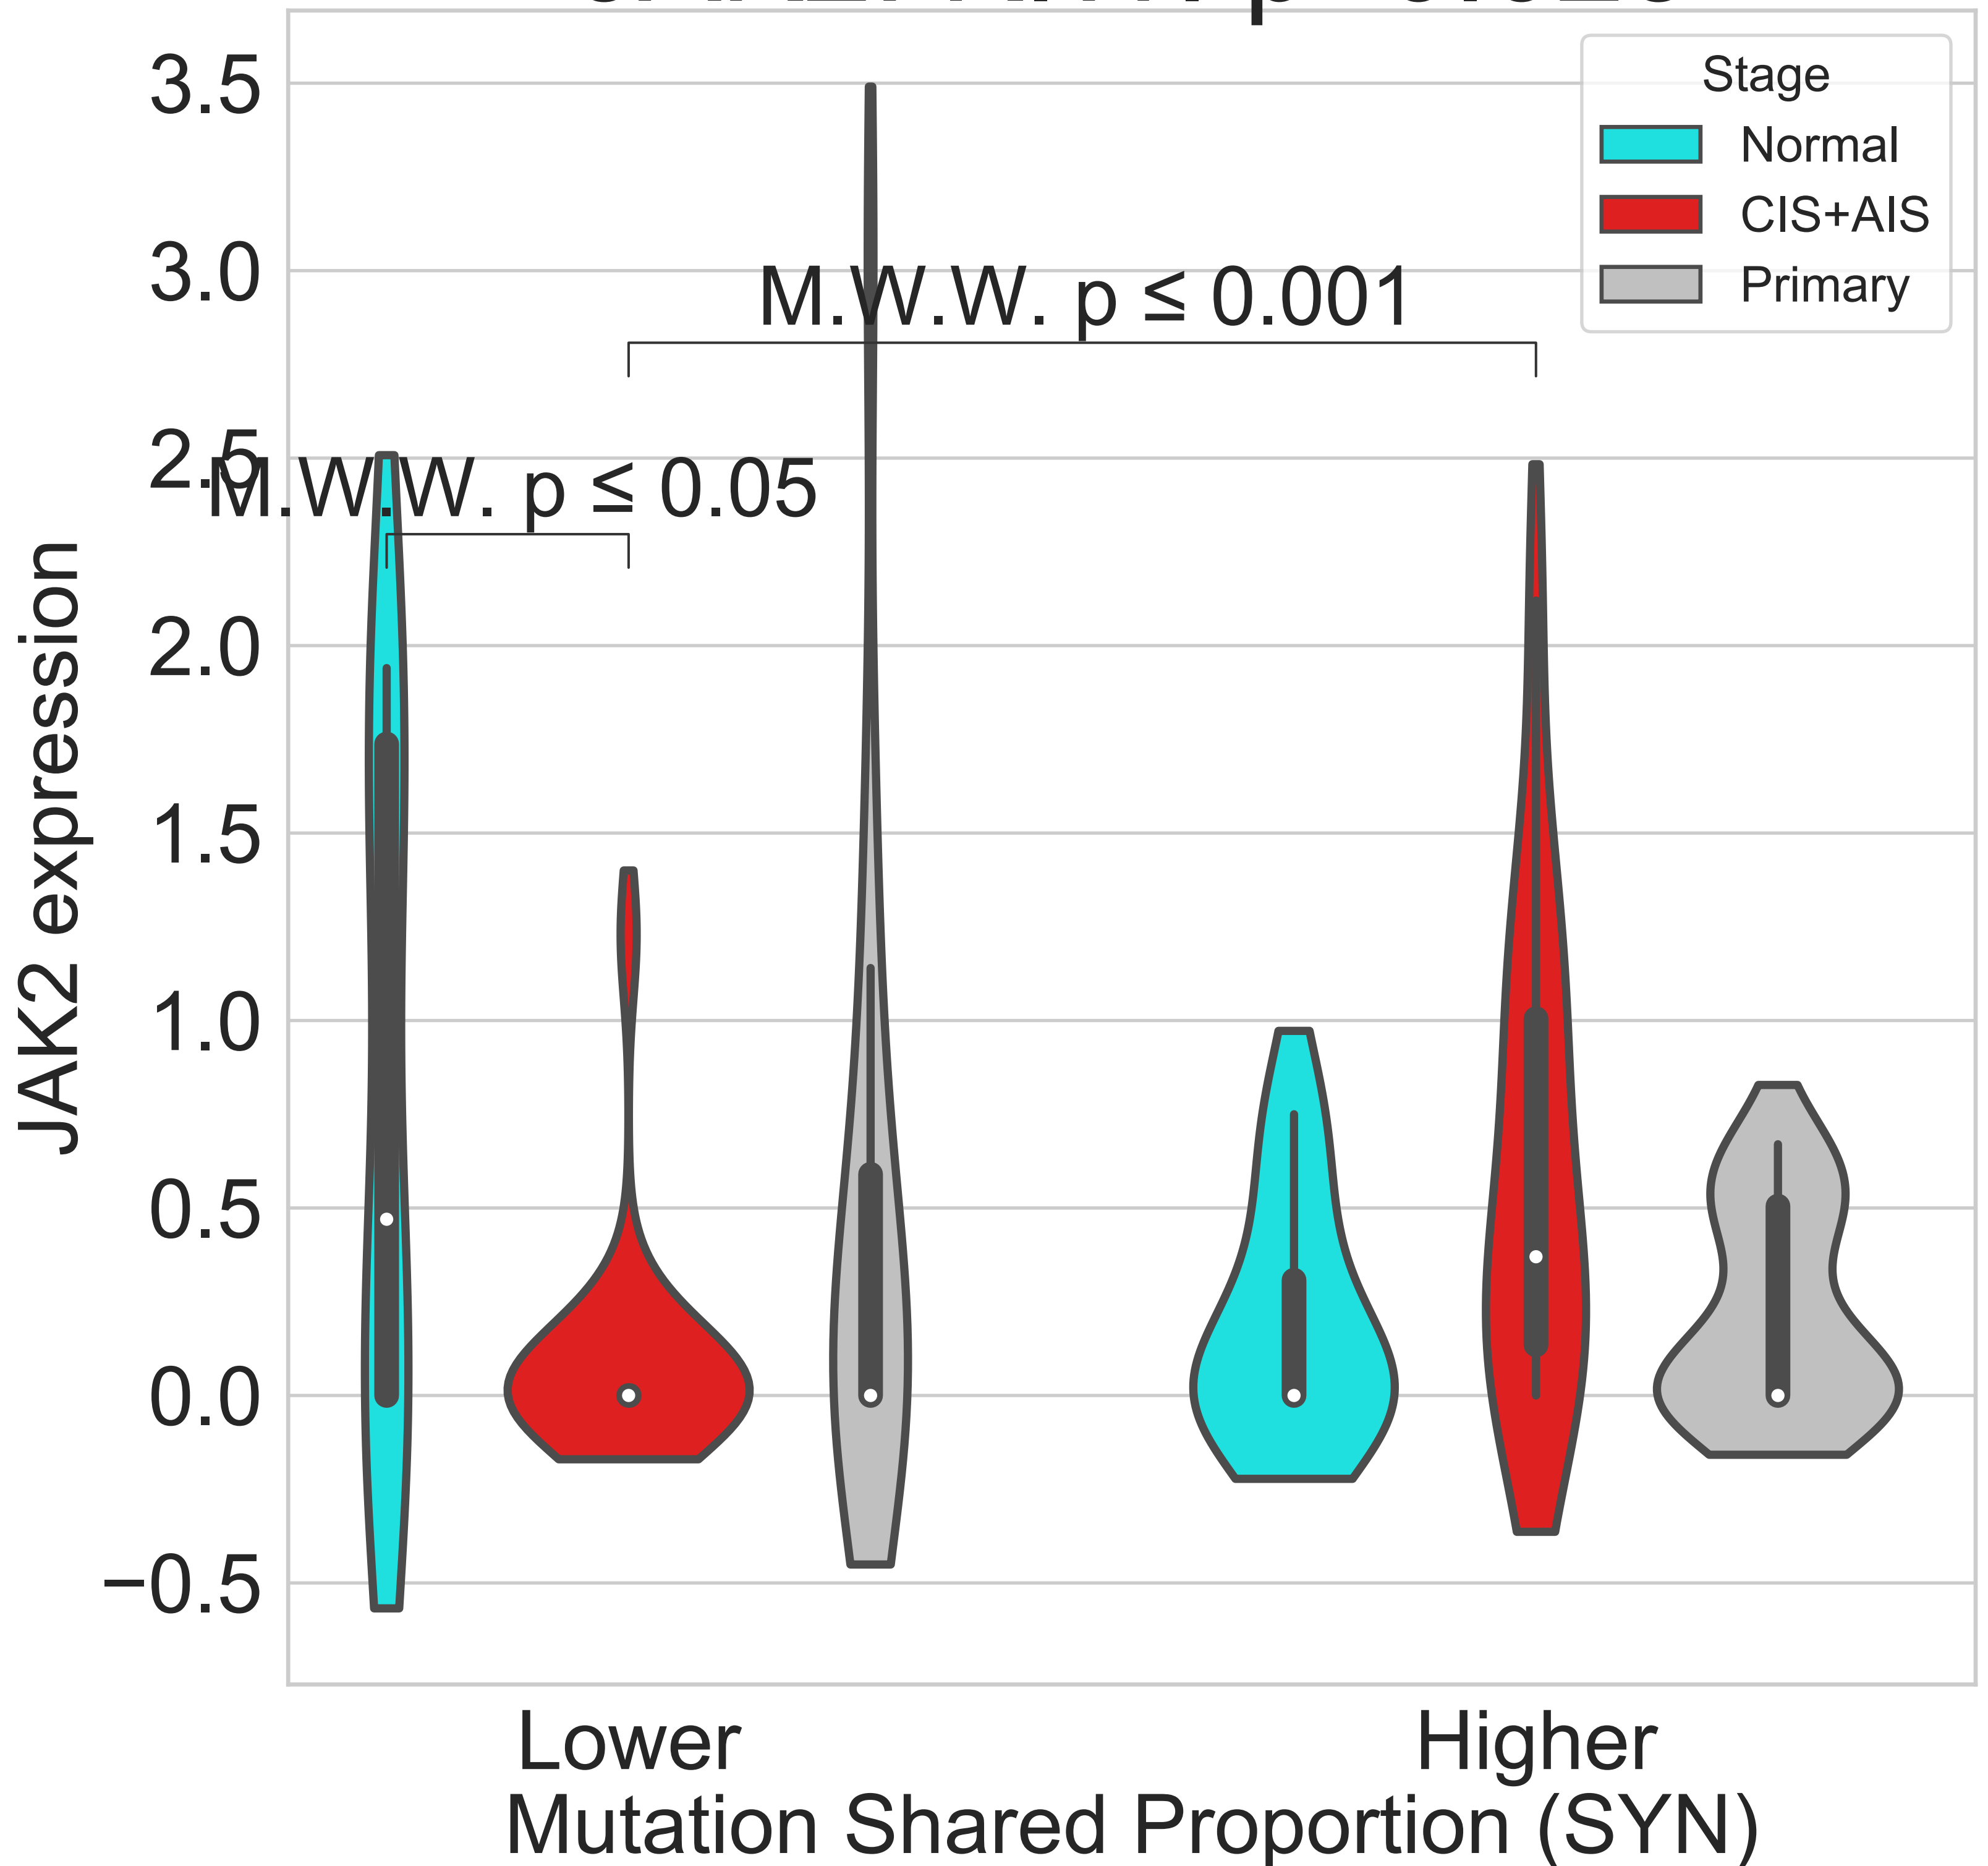 Stage
Normal
CIS+AIS
Primary
3.5
3.0
2.5
2.0
1.5
1.0
0.5
0.0
−0.5
JAK2 expression
M.W.W. p ≤ 0.001
M.W.W. p ≤ 0.05
Lower
Higher
Mutation Shared Proportion (SYN)